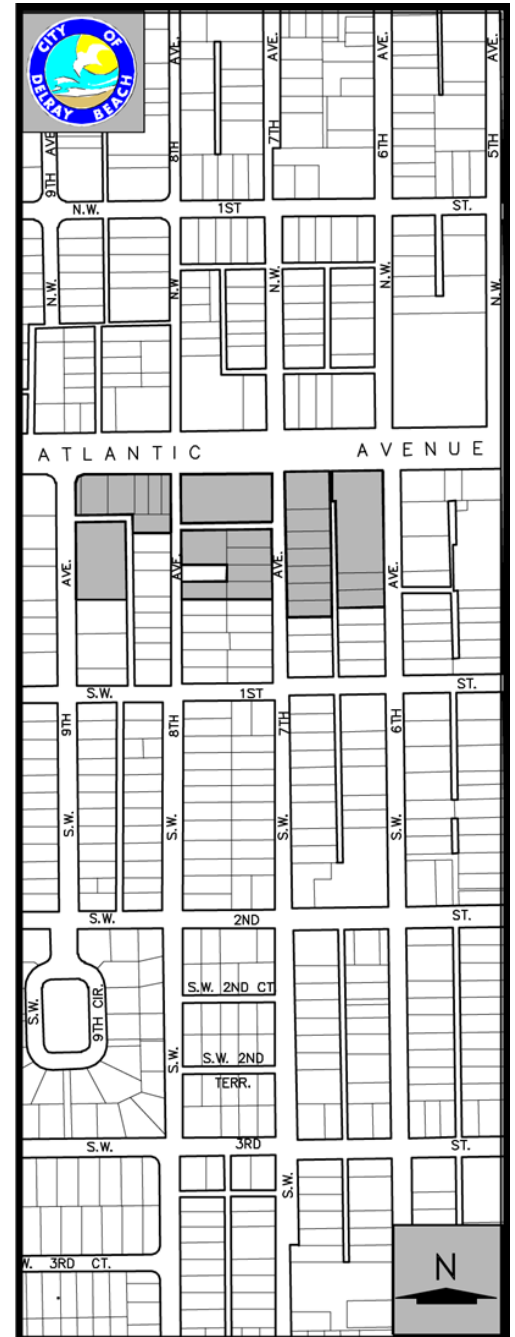 CITY OF
DELRAY BEACH
9TH AVE.
8TH AVE.
7TH AVE.
6TH AVE.
5TH AVE.
N.W. 1ST ST.
N.W.
N.W
N.W.
N.W.
N.W.
ATLANTIC AVENUE
AVE.
AVE.
AVE.
AVE.
S.W. 1ST ST.
S.W. 9TH
S.W. 8TH
S.W. 7TH
S.W. 6TH
S.W. 2ND ST.
S.W. 9TH CIR.
S.W. 2ND CT
S.W.
S.W. 2ND
TERR.
S.W. 3RD ST.
S.W.
W. 3RD CT.
N